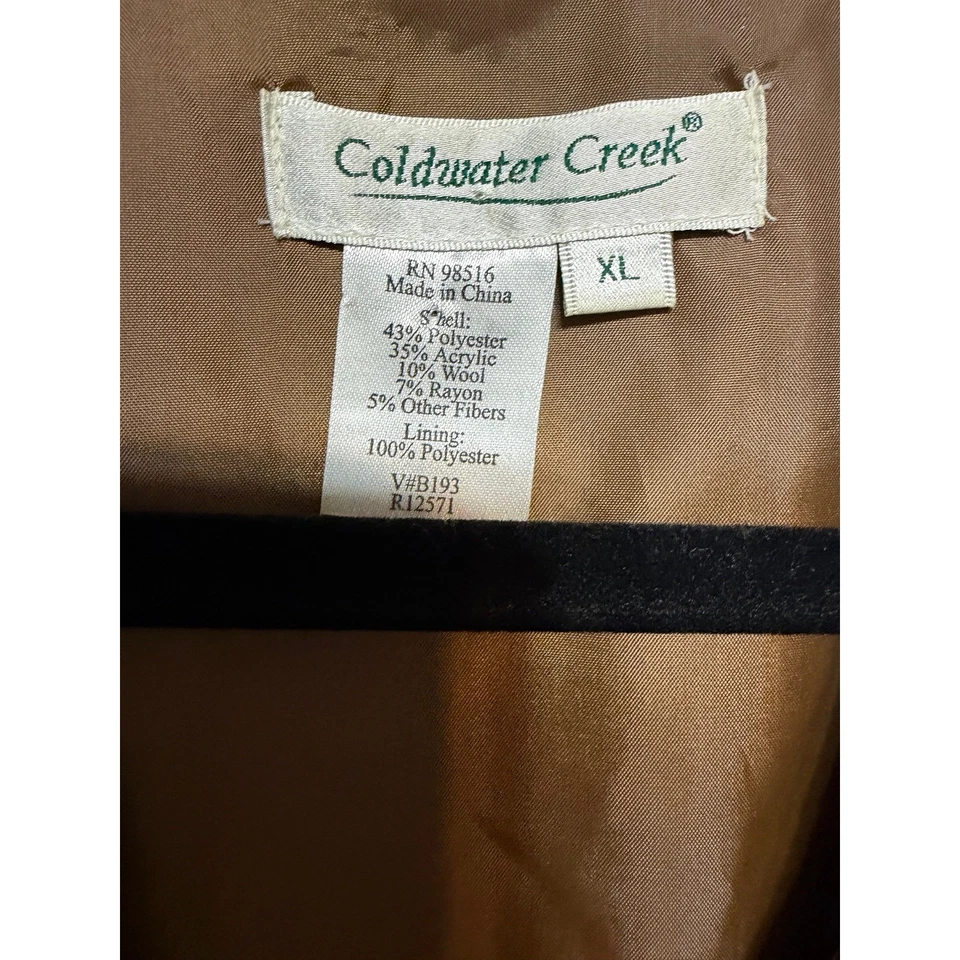 Coldwater Creek®
XL
RN 98516
Made in China
Shell:
43% Polyester
35% Acrylic
10% Wool
7% Rayon
5% Other Fibers
Lining:
100% Polyester
V#B193
R12571